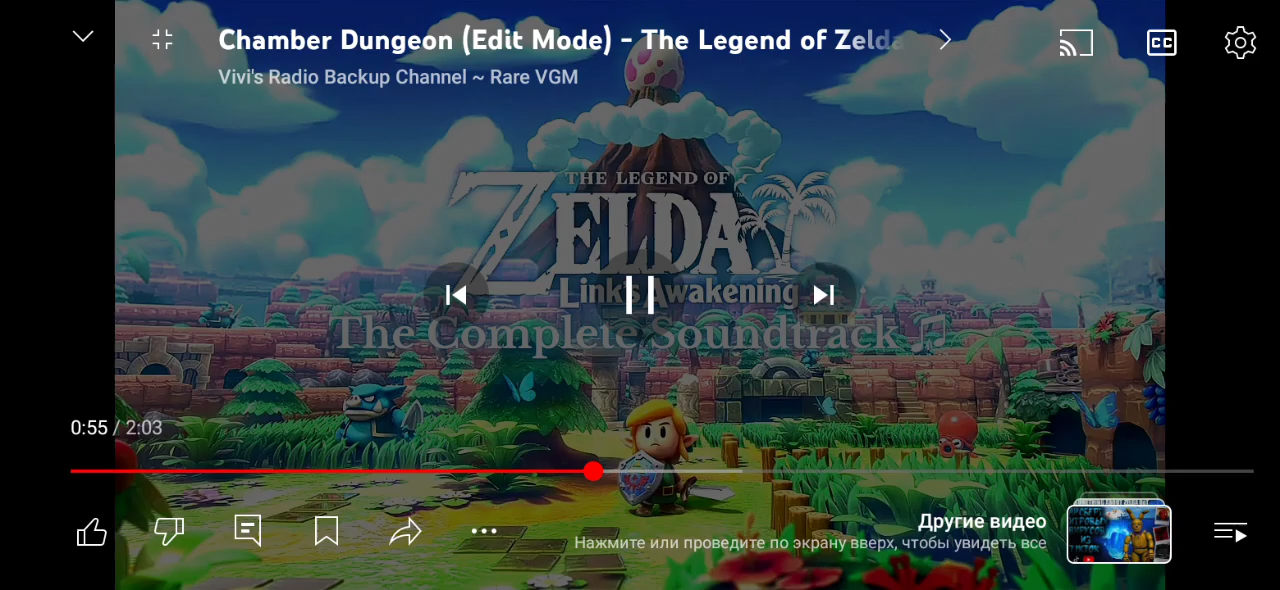 Chamber Dungeon (Edit Mode) - The Legend of Zelda
Vivi's Radio Backup Channel ~ Rare VGM
CC
THE LEGEND OF
ZELDA
Link's Awakening
The Complete Soundtrack
0:55 / 2:03
Другие видео
Нажмите или проведите по экрану вверх, чтобы увидеть все